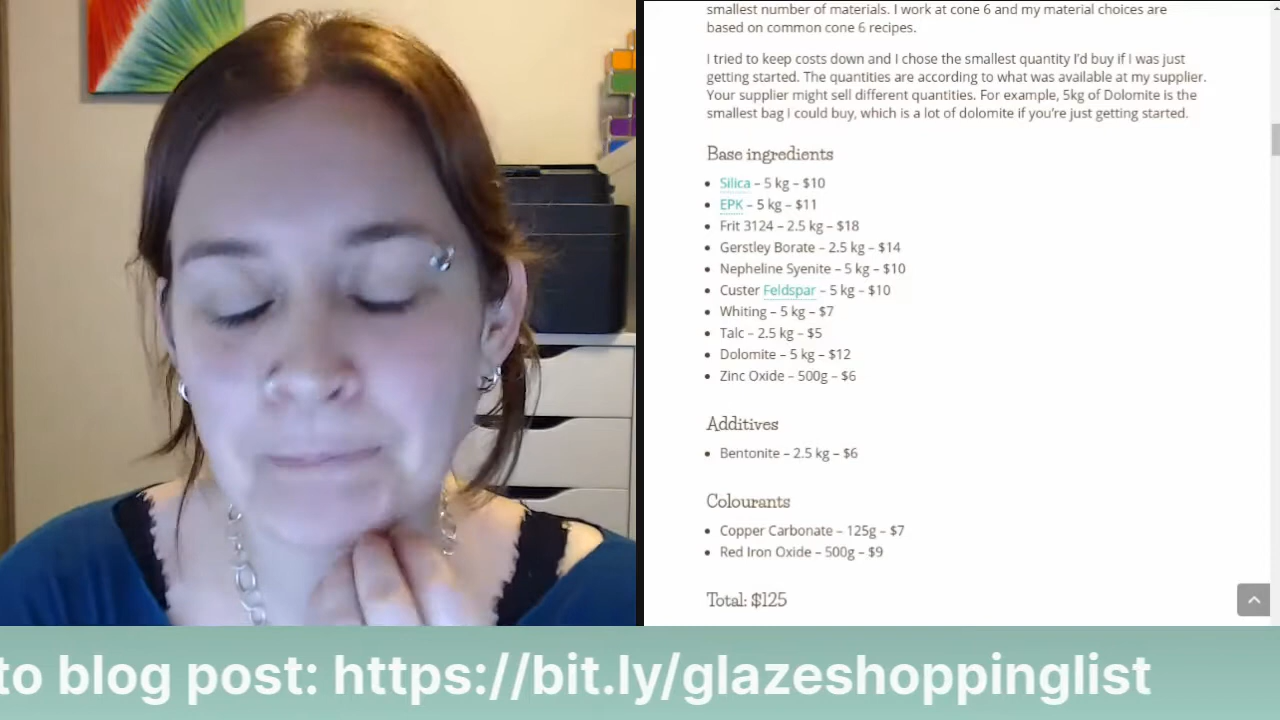 smallest number of materials. I work at cone 6 and my material choices are
based on common cone 6 recipes.
I tried to keep costs down and I chose the smallest quantity I'd buy if I was just
getting started. The quantities are according to what was available at my supplier.
Your supplier might sell different quantities. For example, 5kg of Dolomite is the
smallest bag I could buy, which is a lot of dolomite if you're just getting started.
Base ingredients
• Silica – 5 kg – $10
• EPK – 5 kg – $11
• Frit 3124 – 2.5 kg – $18
• Gerstley Borate – 2.5 kg – $14
• Nepheline Syenite – 5 kg – $10
• Custer Feldspar – 5 kg – $10
• Whiting – 5 kg – $7
• Talc – 2.5 kg – $5
• Dolomite – 5 kg – $12
• Zinc Oxide – 500g – $6
Additives
• Bentonite – 2.5 kg – $6
Colourants
• Copper Carbonate – 125g – $7
• Red Iron Oxide – 500g – $9
Total: $125
to blog post: https://bit.ly/glazeshoppinglist